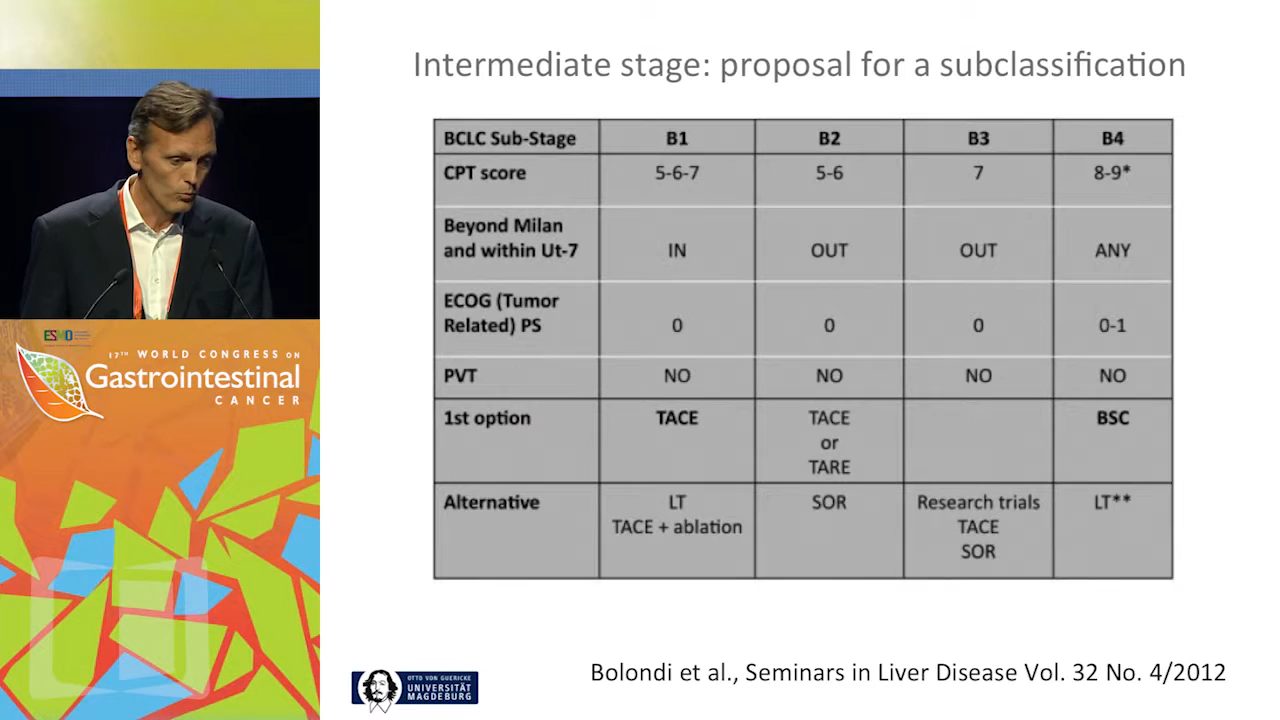 Intermediate stage: proposal for a subclassification
BCLC Sub-Stage B1 B2 B3 B4
CPT score 5-6-7 5-6 7 8-9*
Beyond Milan
and within Ut-7 IN OUT OUT ANY
ECOG (Tumor
Related) PS 0 0 0 0-1
PVT NO NO NO NO
1st option TACE TACE BSC
or
TARE
Alternative LT SOR Research trials LT**
TACE + ablation TACE
SOR
ESMO
17TH WORLD CONGRESS ON
Gastrointestinal
CANCER
OTTO VON GUERICKE
UNIVERSITÄT
MAGDEBURG
Bolondi et al., Seminars in Liver Disease Vol. 32 No. 4/2012